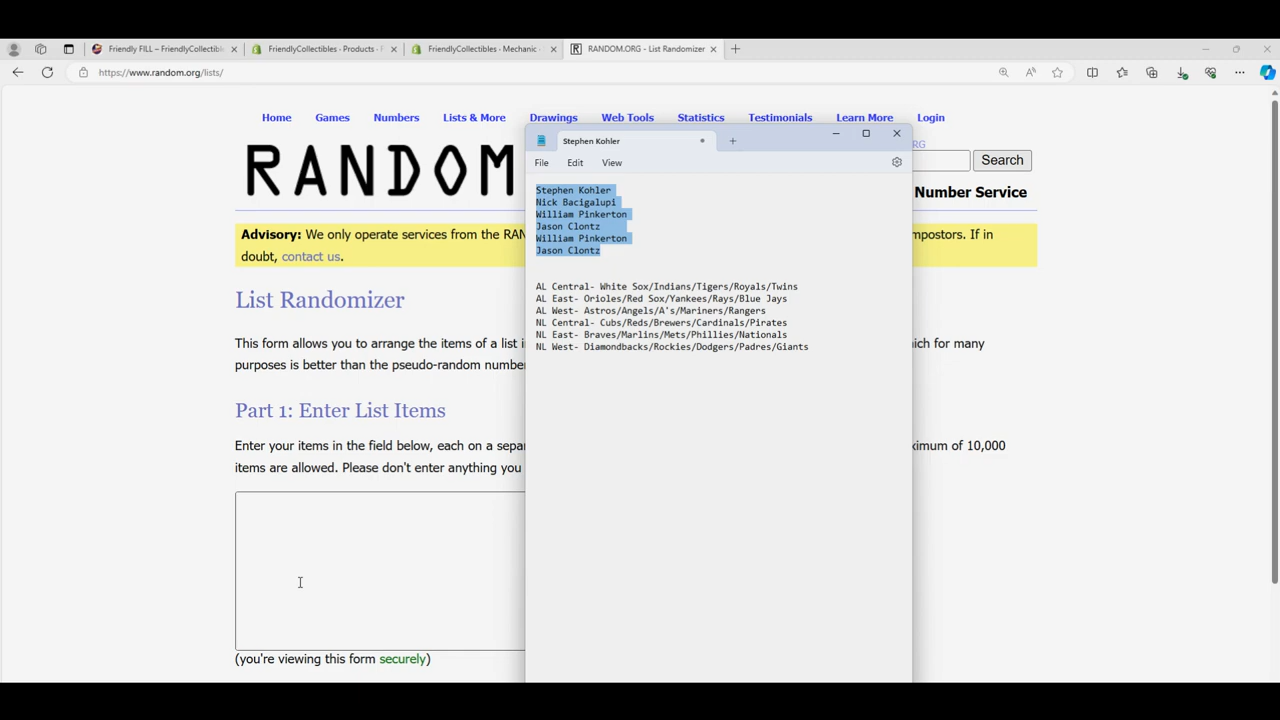 Friendly FILL – FriendlyCollectib
FriendlyCollectibles - Products - F
FriendlyCollectibles - Mechanic -
RANDOM.ORG - List Randomizer
https://www.random.org/lists/
Home Games Numbers Lists & More Drawings Web Tools Statistics Testimonials Learn More Login
RANDOM
ORG
Search
Number Service
Advisory: We only operate services from the RAN
mpostors. If in
doubt, contact us.
List Randomizer
This form allows you to arrange the items of a list i
hich for many
purposes is better than the pseudo-random number
Part 1: Enter List Items
Enter your items in the field below, each on a sepa
aximum of 10,000
items are allowed. Please don't enter anything you
(you're viewing this form securely)
Stephen Kohler
File Edit View
Stephen Kohler
Nick Bacigalupi
William Pinkerton
Jason Clontz
William Pinkerton
Jason Clontz
AL Central- White Sox/Indians/Tigers/Royals/Twins
AL East- Orioles/Red Sox/Yankees/Rays/Blue Jays
AL West- Astros/Angels/A's/Mariners/Rangers
NL Central- Cubs/Reds/Brewers/Cardinals/Pirates
NL East- Braves/Marlins/Mets/Phillies/Nationals
NL West- Diamondbacks/Rockies/Dodgers/Padres/Giants